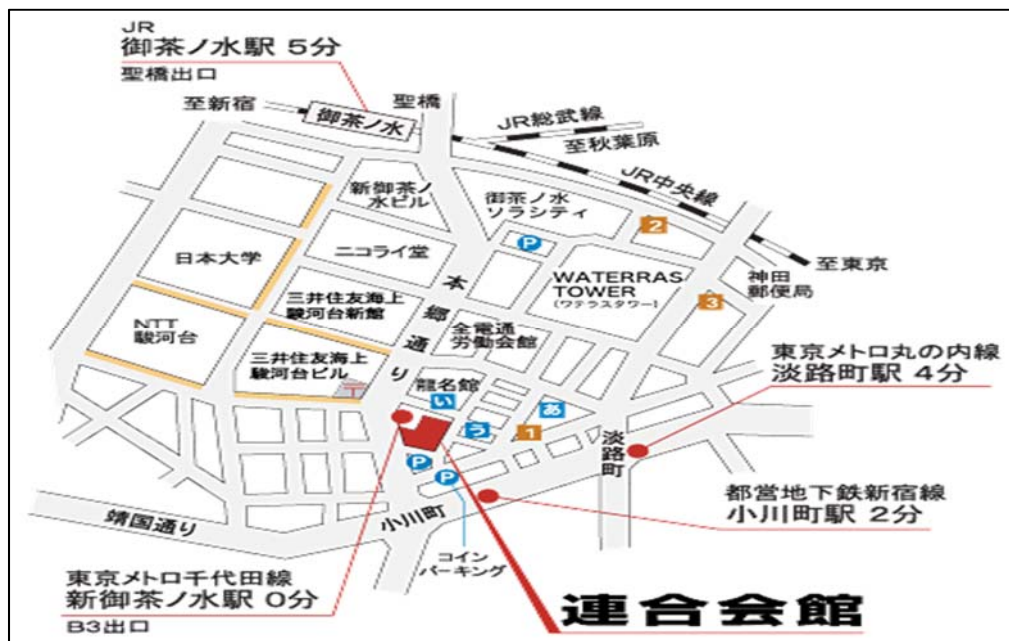 JR
御茶ノ水駅 5分
聖橋出口
至新宿
聖橋
御茶ノ水
JR総武線
至秋葉原
JR中央線
新御茶ノ
水ビル
御茶ノ水
ソラシティ
2
P
日本大学
ニコライ堂
本郷通り
WATERRAS
TOWER
(ワテラスタワー)
至東京
神田
郵便局
3
三井住友海上
駿河台新館
NTT
駿河台
全電通
労働会館
三井住友海上
駿河台ビル
龍名館
い
あ
う
1
東京メトロ丸の内線
淡路町駅 4分
淡路町
P
P
都営地下鉄新宿線
小川町駅 2分
靖国通り
小川町
コイン
パーキング
東京メトロ千代田線
新御茶ノ水駅 0分
B3出口
連合会館